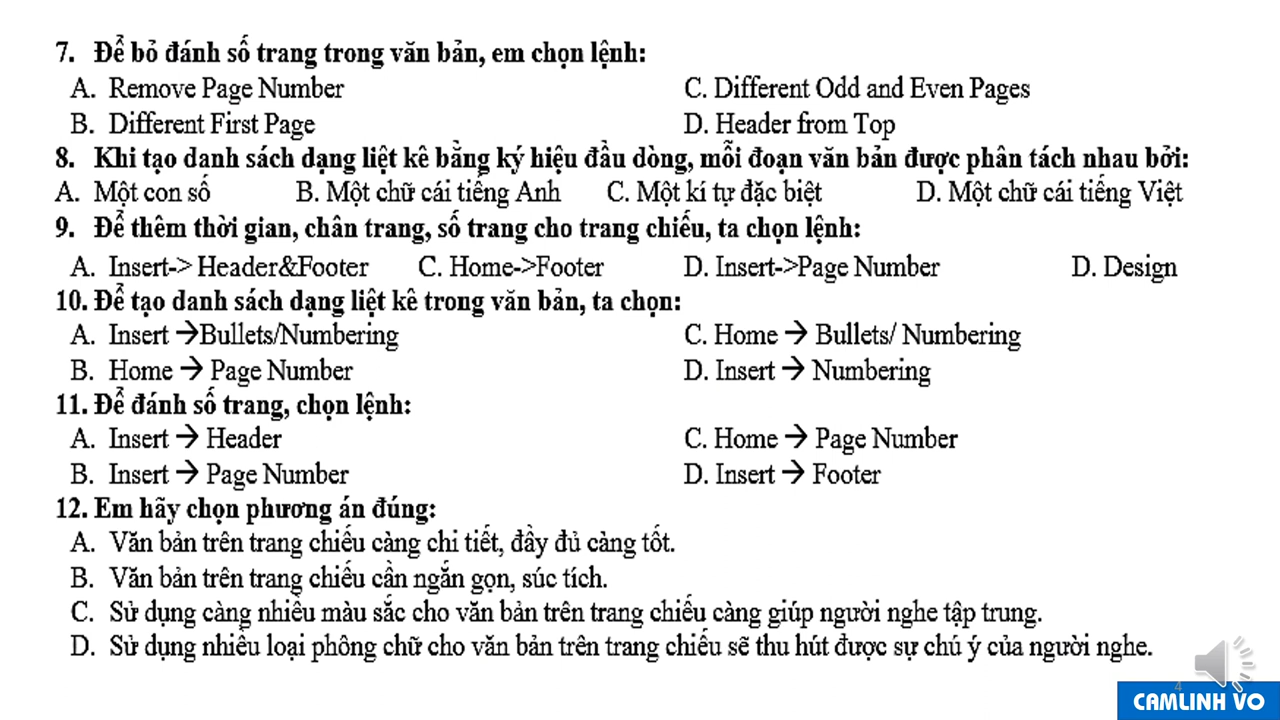 7. Để bỏ đánh số trang trong văn bản, em chọn lệnh:
A. Remove Page Number C. Different Odd and Even Pages
B. Different First Page D. Header from Top
8. Khi tạo danh sách dạng liệt kê bằng ký hiệu đầu dòng, mỗi đoạn văn bản được phân tách nhau bởi:
A. Một con số B. Một chữ cái tiếng Anh C. Một kí tự đặc biệt D. Một chữ cái tiếng Việt
9. Để thêm thời gian, chân trang, số trang cho trang chiếu, ta chọn lệnh:
A. Insert-> Header&Footer C. Home->Footer D. Insert->Page Number D. Design
10. Để tạo danh sách dạng liệt kê trong văn bản, ta chọn:
A. Insert →Bullets/Numbering C. Home → Bullets/ Numbering
B. Home → Page Number D. Insert → Numbering
11. Để đánh số trang, chọn lệnh:
A. Insert → Header C. Home → Page Number
B. Insert → Page Number D. Insert → Footer
12. Em hãy chọn phương án đúng:
A. Văn bản trên trang chiếu càng chi tiết, đầy đủ càng tốt.
B. Văn bản trên trang chiếu cần ngắn gọn, súc tích.
C. Sử dụng càng nhiều màu sắc cho văn bản trên trang chiếu càng giúp người nghe tập trung.
D. Sử dụng nhiều loại phông chữ cho văn bản trên trang chiếu sẽ thu hút được sự chú ý của người nghe.
4
CAMLINH VO